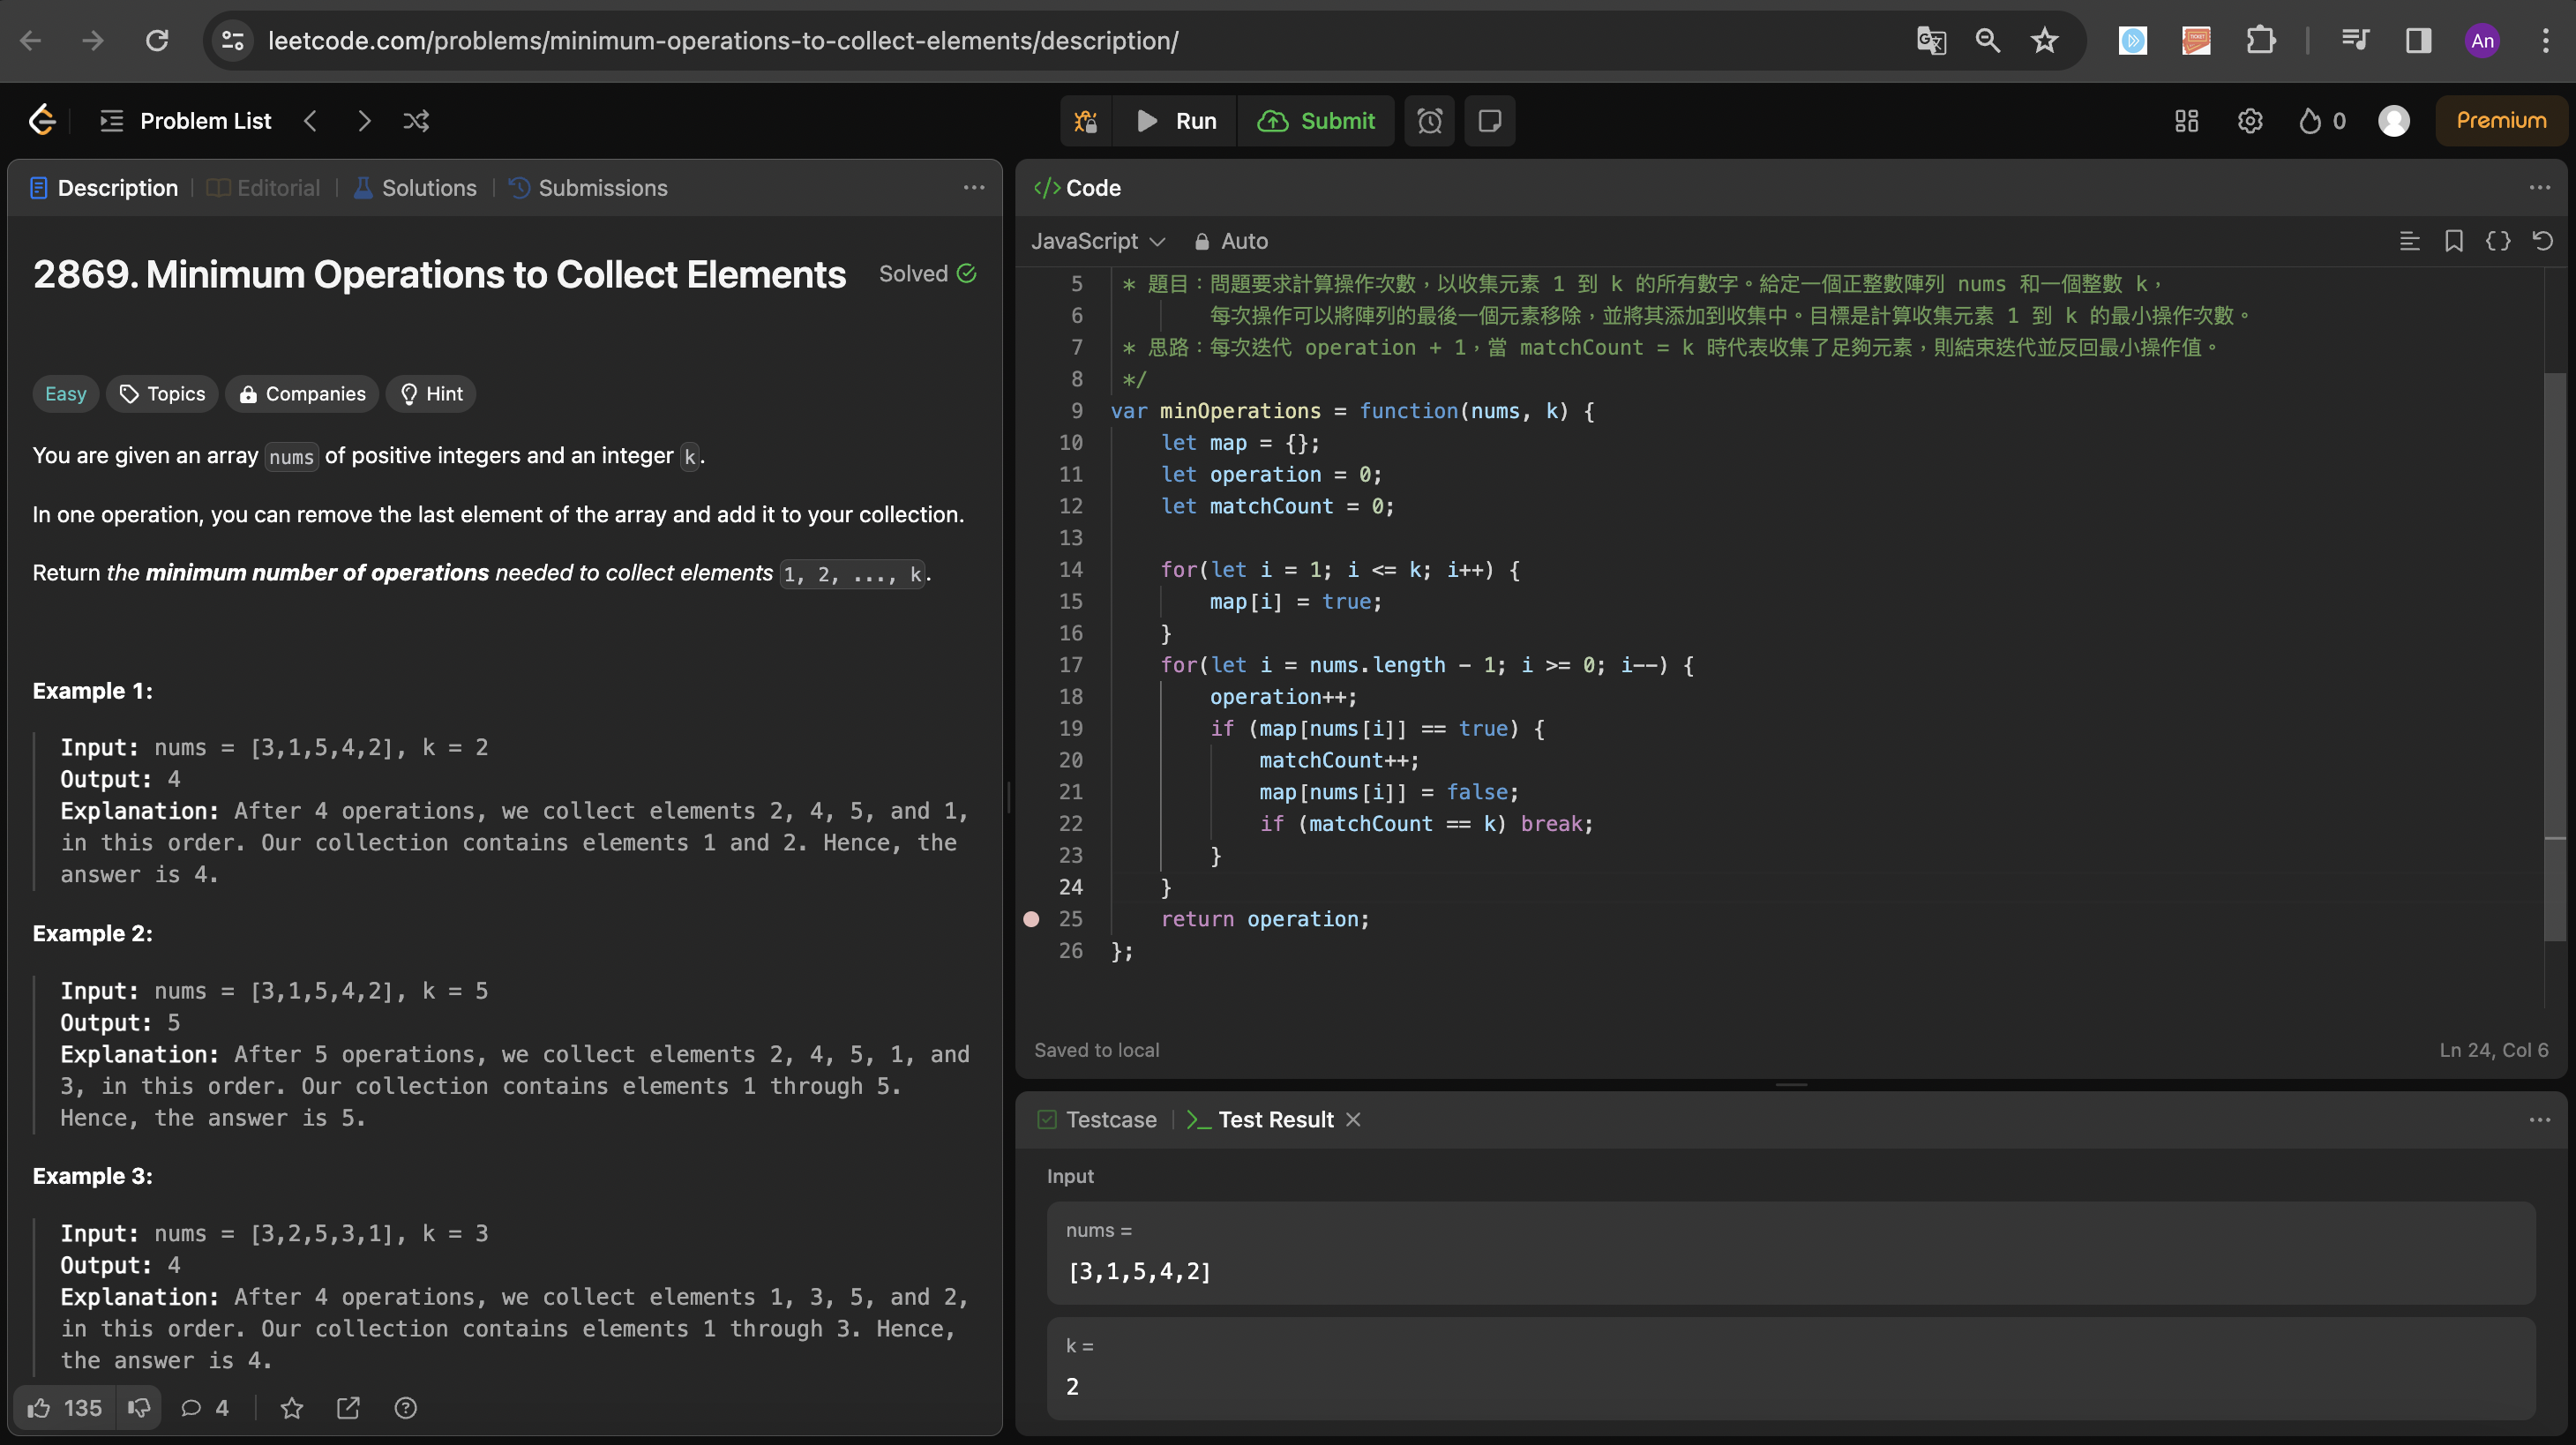 leetcode.com/problems/minimum-operations-to-collect-elements/description/
An
Problem List
Run
Submit
0
Premium
Description
Editorial
Solutions
Submissions
2869. Minimum Operations to Collect Elements
Solved
Easy
Topics
Companies
Hint
You are given an array nums of positive integers and an integer k.
In one operation, you can remove the last element of the array and add it to your collection.
Return the minimum number of operations needed to collect elements 1, 2, ..., k.
Example 1:
Input: nums = [3,1,5,4,2], k = 2
Output: 4
Explanation: After 4 operations, we collect elements 2, 4, 5, and 1,
in this order. Our collection contains elements 1 and 2. Hence, the
answer is 4.
Example 2:
Input: nums = [3,1,5,4,2], k = 5
Output: 5
Explanation: After 5 operations, we collect elements 2, 4, 5, 1, and
3, in this order. Our collection contains elements 1 through 5.
Hence, the answer is 5.
Example 3:
Input: nums = [3,2,5,3,1], k = 3
Output: 4
Explanation: After 4 operations, we collect elements 1, 3, 5, and 2,
in this order. Our collection contains elements 1 through 3. Hence,
the answer is 4.
135
4
</> Code
JavaScript
Auto
5 * 題目：問題要求計算操作次數，以收集元素 1 到 k 的所有數字。給定一個正整數陣列 nums 和一個整數 k，
6 每次操作可以將陣列的最後一個元素移除，並將其添加到收集中。目標是計算收集元素 1 到 k 的最小操作次數。
7 * 思路：每次迭代 operation + 1，當 matchCount = k 時代表收集了足夠元素，則結束迭代並反回最小操作值。
8 */
9 var minOperations = function(nums, k) {
10 let map = {};
11 let operation = 0;
12 let matchCount = 0;
13
14 for(let i = 1; i <= k; i++) {
15 map[i] = true;
16 }
17 for(let i = nums.length - 1; i >= 0; i--) {
18 operation++;
19 if (map[nums[i]] == true) {
20 matchCount++;
21 map[nums[i]] = false;
22 if (matchCount == k) break;
23 }
24 }
25 return operation;
26 };
Saved to local
Ln 24, Col 6
Testcase
Test Result
Input
nums =
[3,1,5,4,2]
k =
2